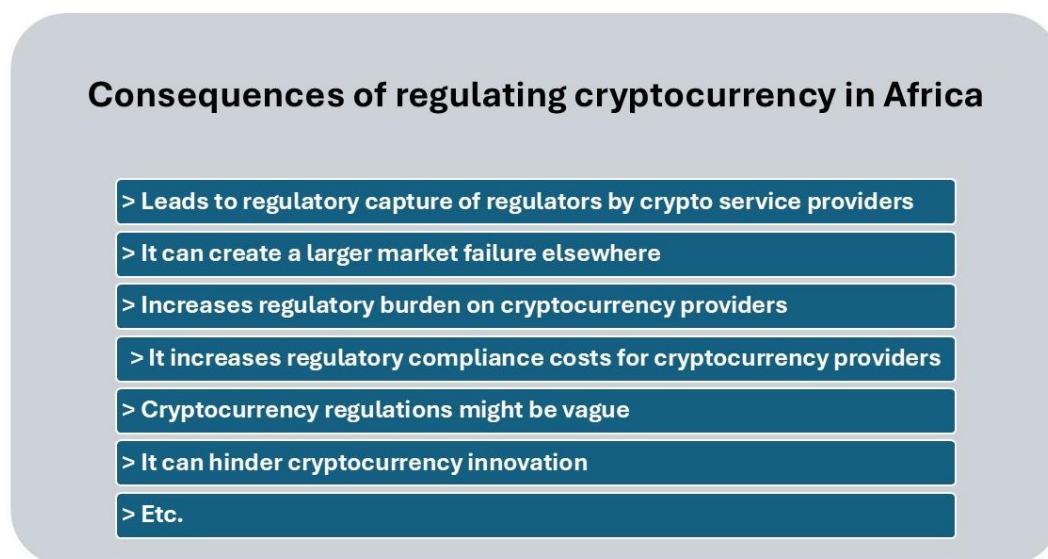 Consequences of regulating cryptocurrency in Africa
> Leads to regulatory capture of regulators by crypto service providers
> It can create a larger market failure elsewhere
> Increases regulatory burden on cryptocurrency providers
> It increases regulatory compliance costs for cryptocurrency providers
> Cryptocurrency regulations might be vague
> It can hinder cryptocurrency innovation
> Etc.